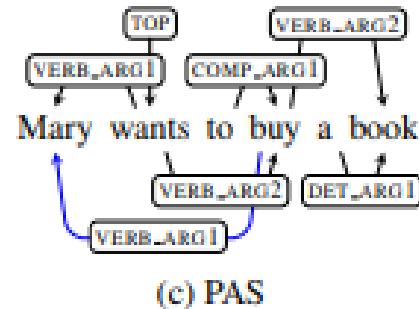 TOP VERB_ARG2
VERB_ARG1 COMP_ARG1
Mary wants to buy a book
VERB_ARG2 DET_ARG1
VERB_ARG1
(c) PAS